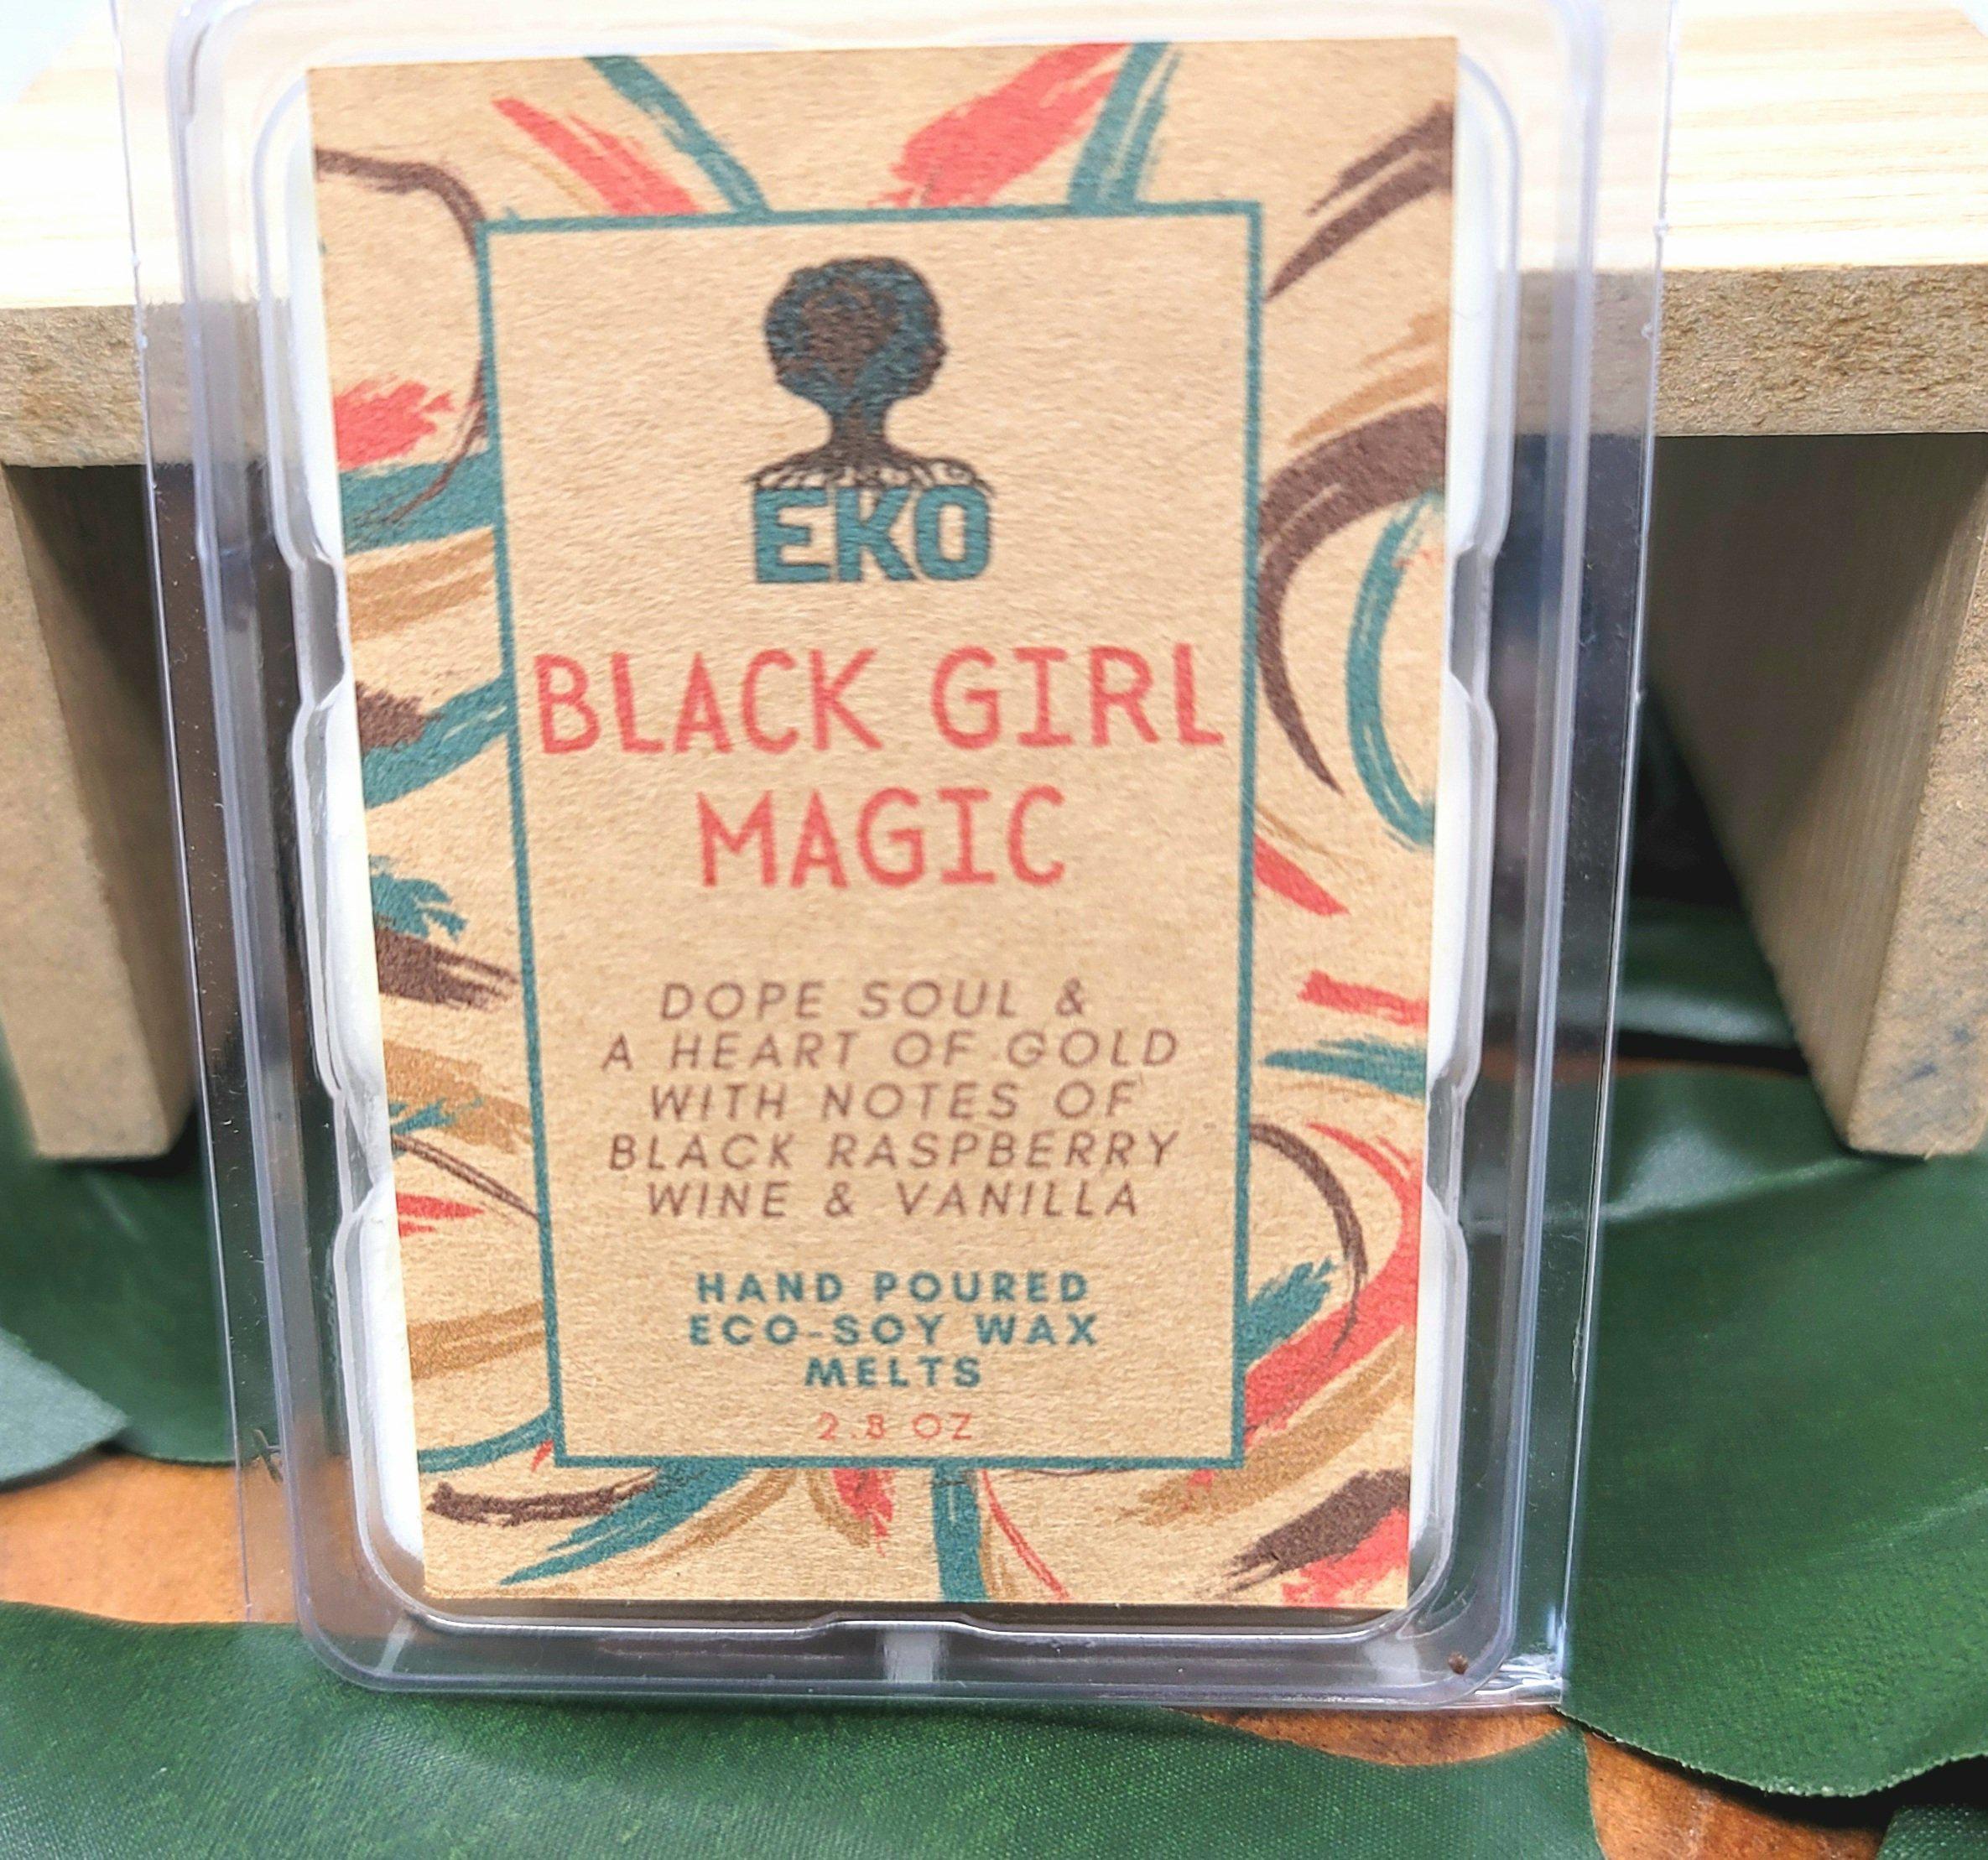 EKO
BLACK GIRL
MAGIC
DOPE SOUL &
A HEART OF GOLD
WITH NOTES OF
BLACK RASPBERRY
WINE & VANILLA
HAND POURED
ECO-SOY WAX
MELTS
2.8 OZ